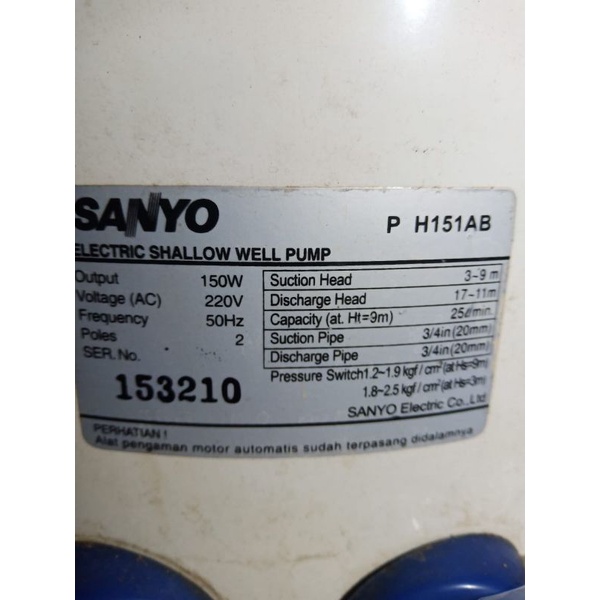 SANYO
P H151AB
ELECTRIC SHALLOW WELL PUMP
Output 150W
Voltage (AC) 220V
Frequency 50Hz
Poles 2
SER. No.
153210
Suction Head 3~9 m
Discharge Head 17~11m
Capacity (at. Ht=9m) 25ℓ/min.
Suction Pipe 3/4in(20mm)
Discharge Pipe 3/4in(20mm)
Pressure Switch1.2~1.9 kgf / cm²(at Hs=9m)
1.8~2.5 kgf / cm²(at Hs=3m)
SANYO Electric Co., Ltd
PERHATIAN !
Alat pengaman motor automatis sudah terpasang didalamnya